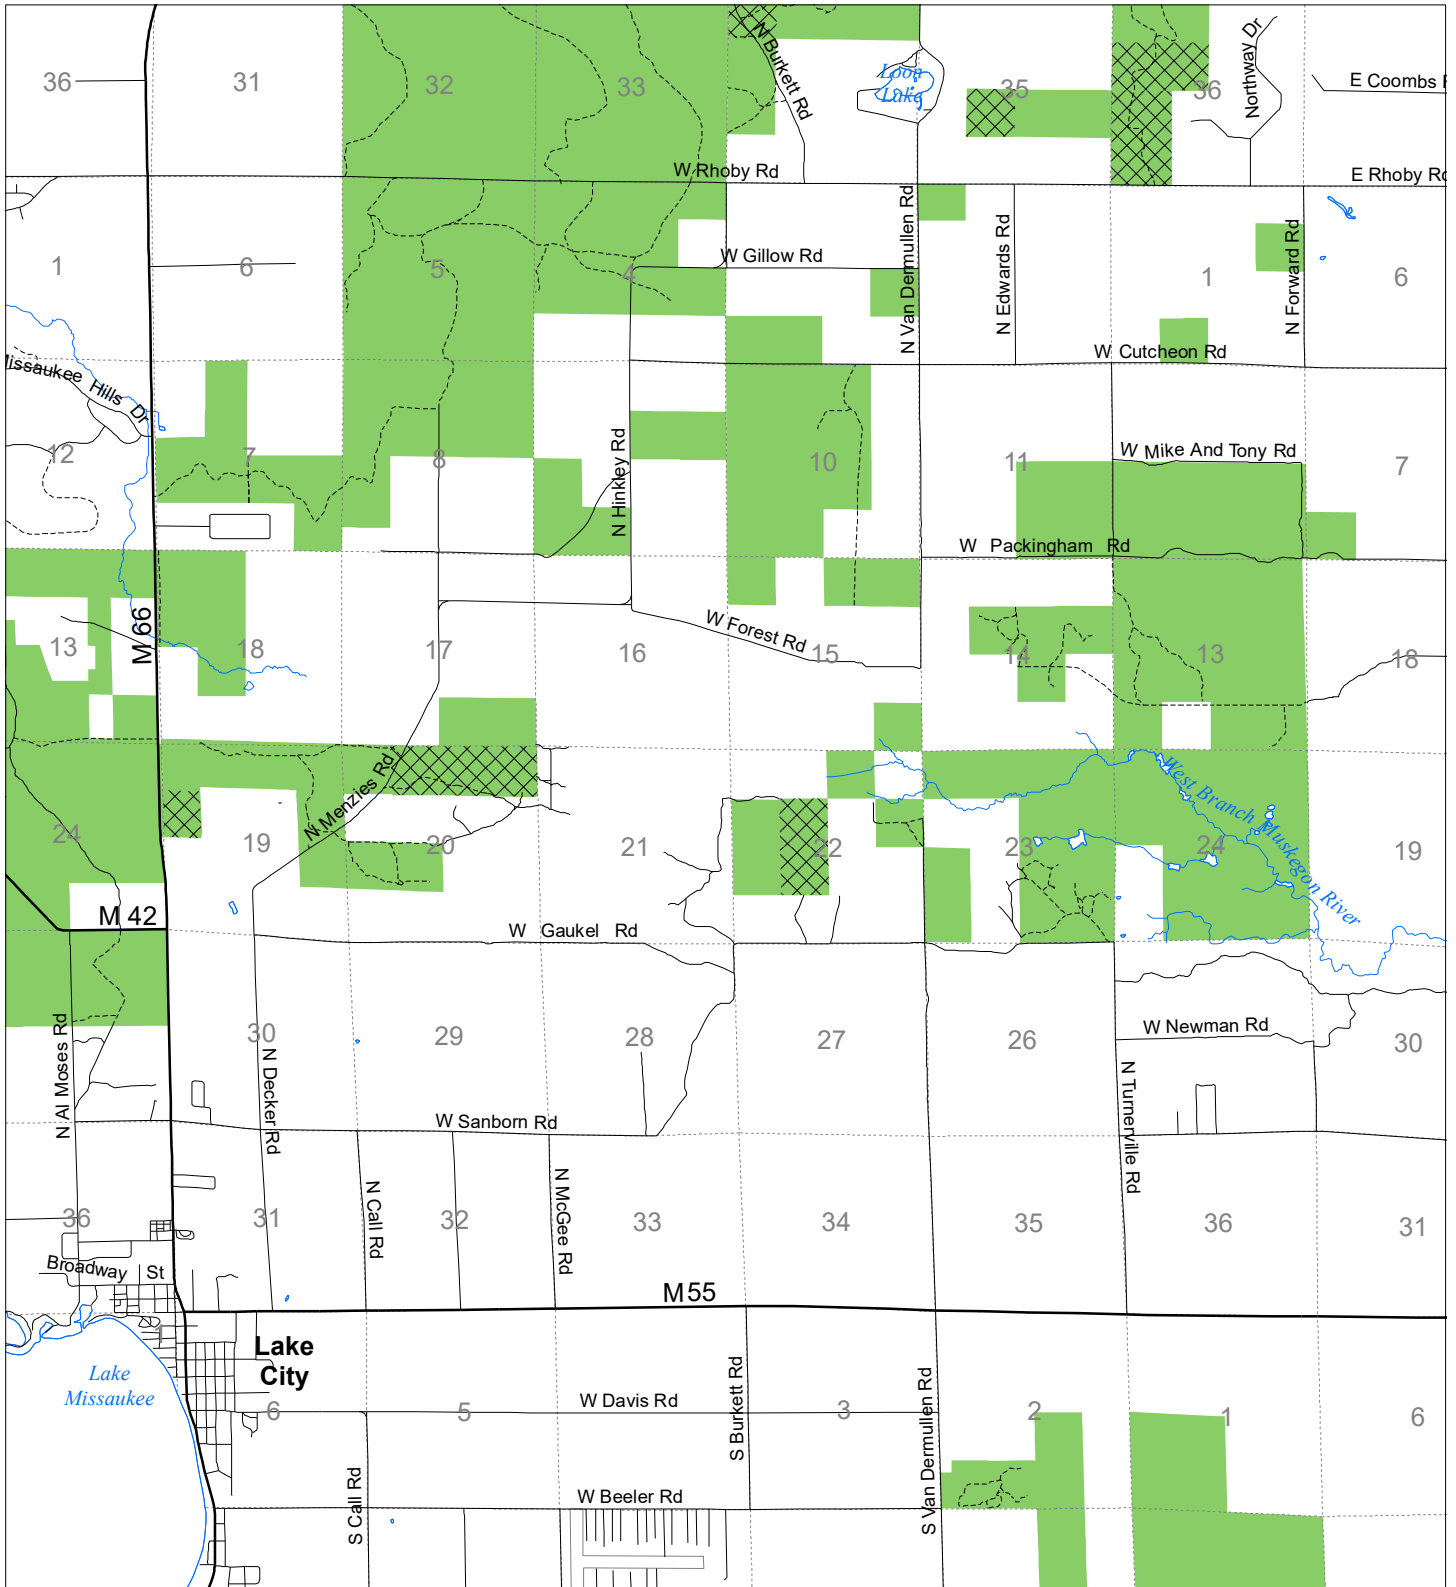 N Burkett Rd
Northway Dr
Loon
Lake
36
31
32
33
35
36
E Coombs R
W Rhoby Rd
E Rhoby Rd
N Van Dermullen Rd
N Edwards Rd
N Forward Rd
W Gillow Rd
1
6
5
4
1
6
W Cutcheon Rd
Missaukee Hills Dr
12
7
8
N Hinkley Rd
10
11
W Mike And Tony Rd
7
W Packingham Rd
M 66
W Forest Rd
13
18
17
16
15
14
13
18
N Menzies Rd
West Branch Muskegon River
24
19
20
21
22
23
24
19
M 42
W Gaukel Rd
N Al Moses Rd
30
N Decker Rd
29
28
27
26
W Newman Rd
30
N Turnerville Rd
W Sanborn Rd
36
31
N Call Rd
32
N McGee Rd
33
34
35
36
31
Broadway St
M 55
1
Lake
City
Lake
Missaukee
6
5
W Davis Rd
S Burkett Rd
3
S Van Dermullen Rd
2
1
6
S Call Rd
W Beeler Rd